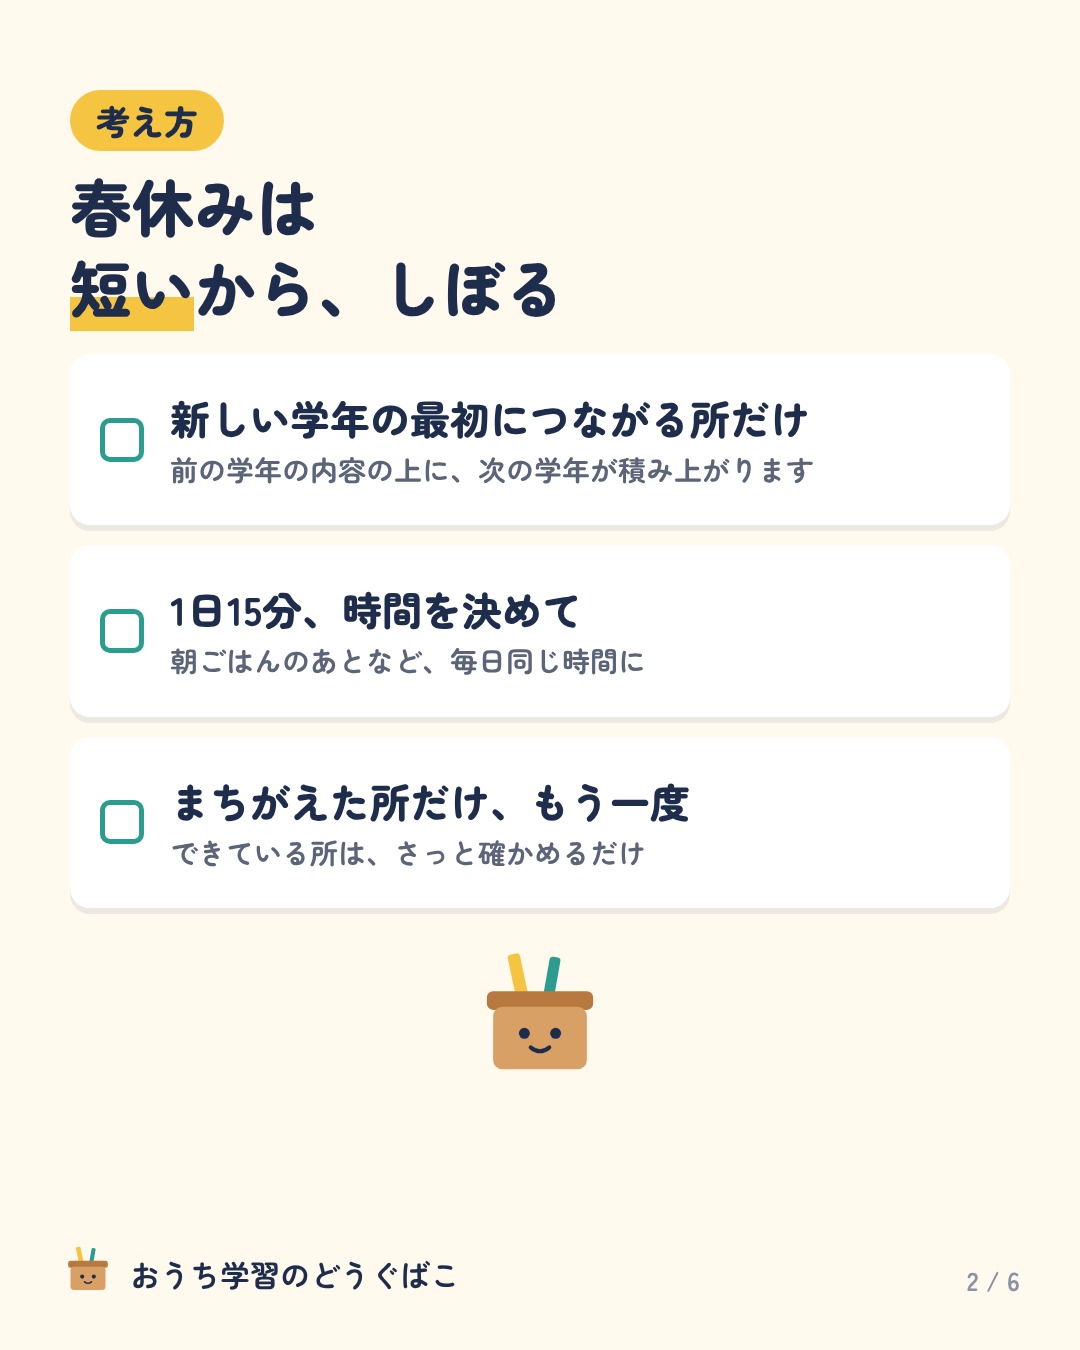 考え方
春休みは
短いから、しぼる
新しい学年の最初につながる所だけ
前の学年の内容の上に、次の学年が積み上がります
1日15分、時間を決めて
朝ごはんのあとなど、毎日同じ時間に
まちがえた所だけ、もう一度
できている所は、さっと確かめるだけ
おうち学習のどうぐばこ
2 / 6